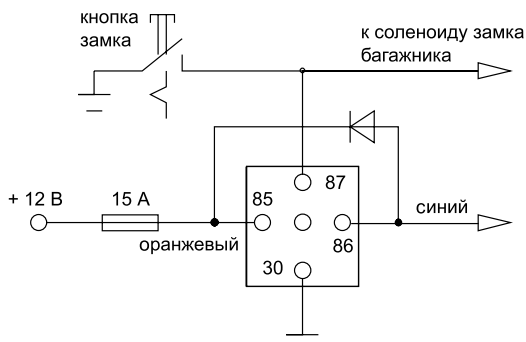 кнопка
замка
к соленоиду замка
багажника
87
+ 12 В
15 А
85
86
синий
оранжевый
30